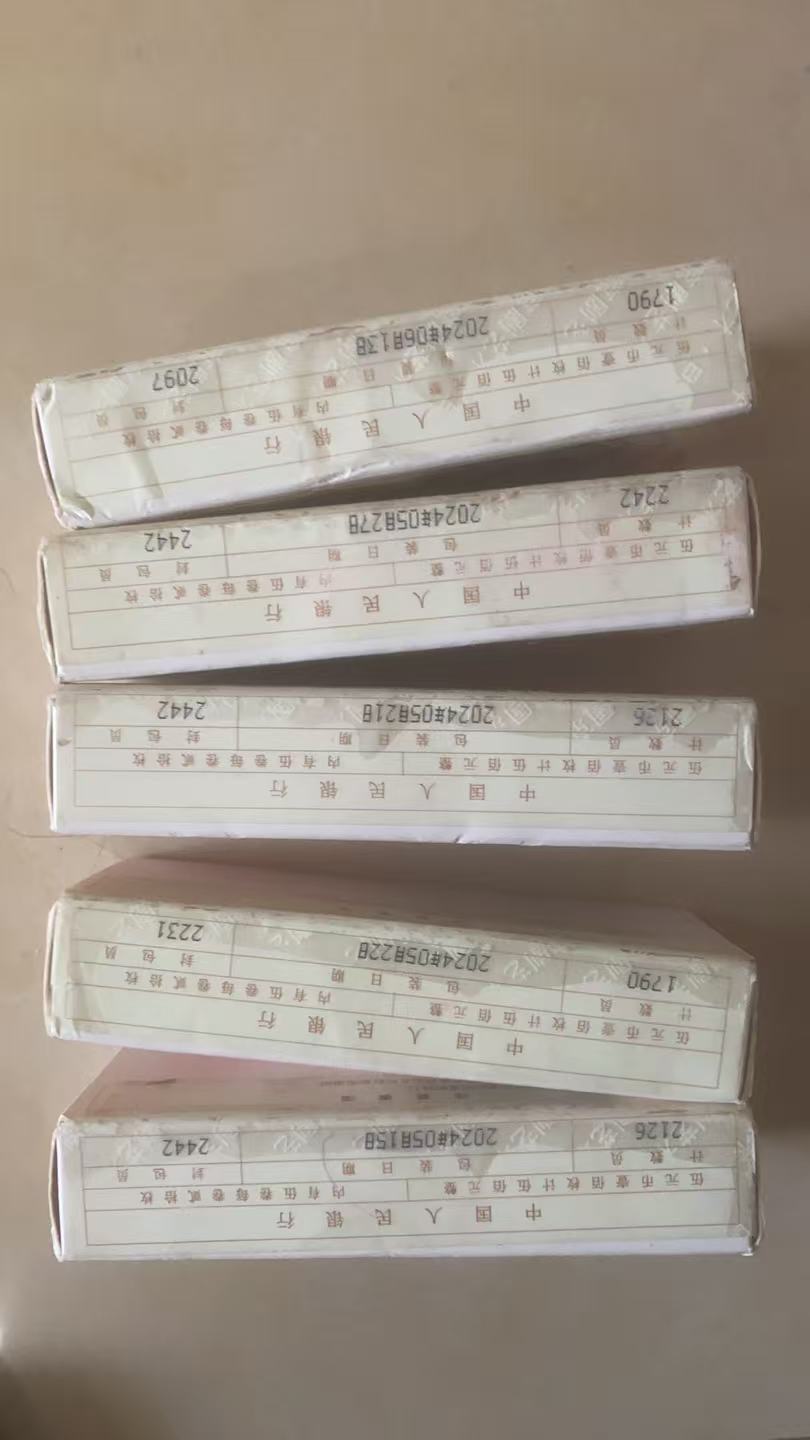 中国人民银行
伍元币壹佰枚计伍佰元整 内有伍卷每卷贰拾枚
计数员 包装日期 封包员
2126 2024年05月15日 2442
中国人民银行
伍元币壹佰枚计伍佰元整 内有伍卷每卷贰拾枚
计数员 包装日期 封包员
1790 2024年05月22日 2231
中国人民银行
伍元币壹佰枚计伍佰元整 内有伍卷每卷贰拾枚
计数员 包装日期 封包员
2126 2024年05月21日 2442
中国人民银行
伍元币壹佰枚计伍佰元整 内有伍卷每卷贰拾枚
计数员 包装日期 封包员
2242 2024年05月27日 2442
中国人民银行
伍元币壹佰枚计伍佰元整 内有伍卷每卷贰拾枚
计数员 日期 封包员
1790 2024年06月13日 2097